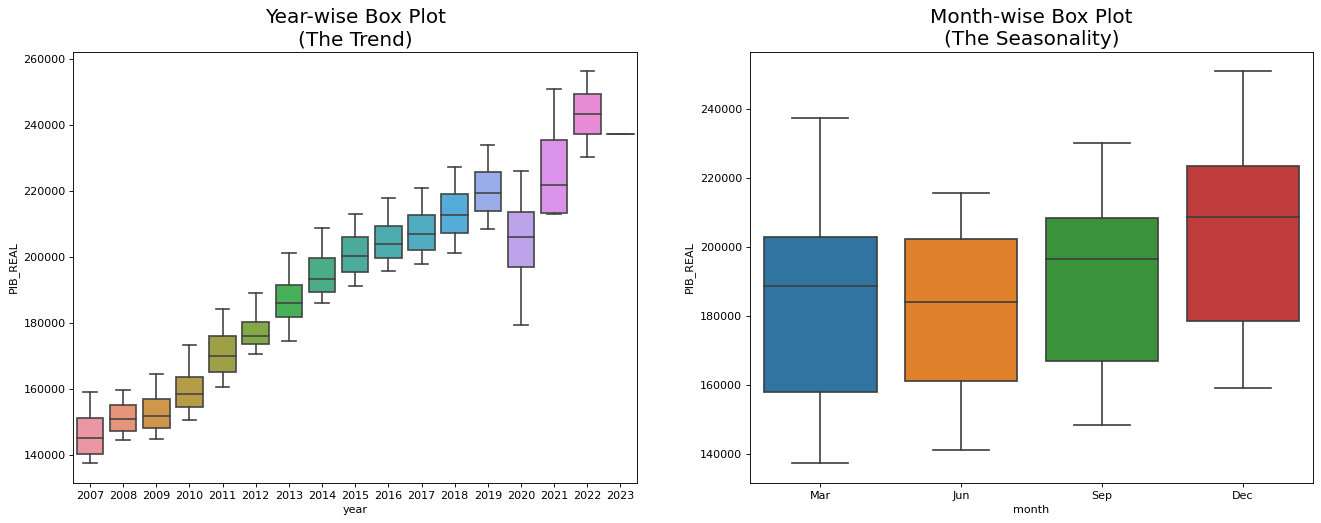 Year-wise Box Plot
(The Trend)
260000
240000
220000
200000
180000
160000
140000
PIB_REAL
2007 2008 2009 2010 2011 2012 2013 2014 2015 2016 2017 2018 2019 2020 2021 2022 2023
year
Month-wise Box Plot
(The Seasonality)
240000
220000
200000
180000
160000
140000
PIB_REAL
Mar Jun Sep Dec
month